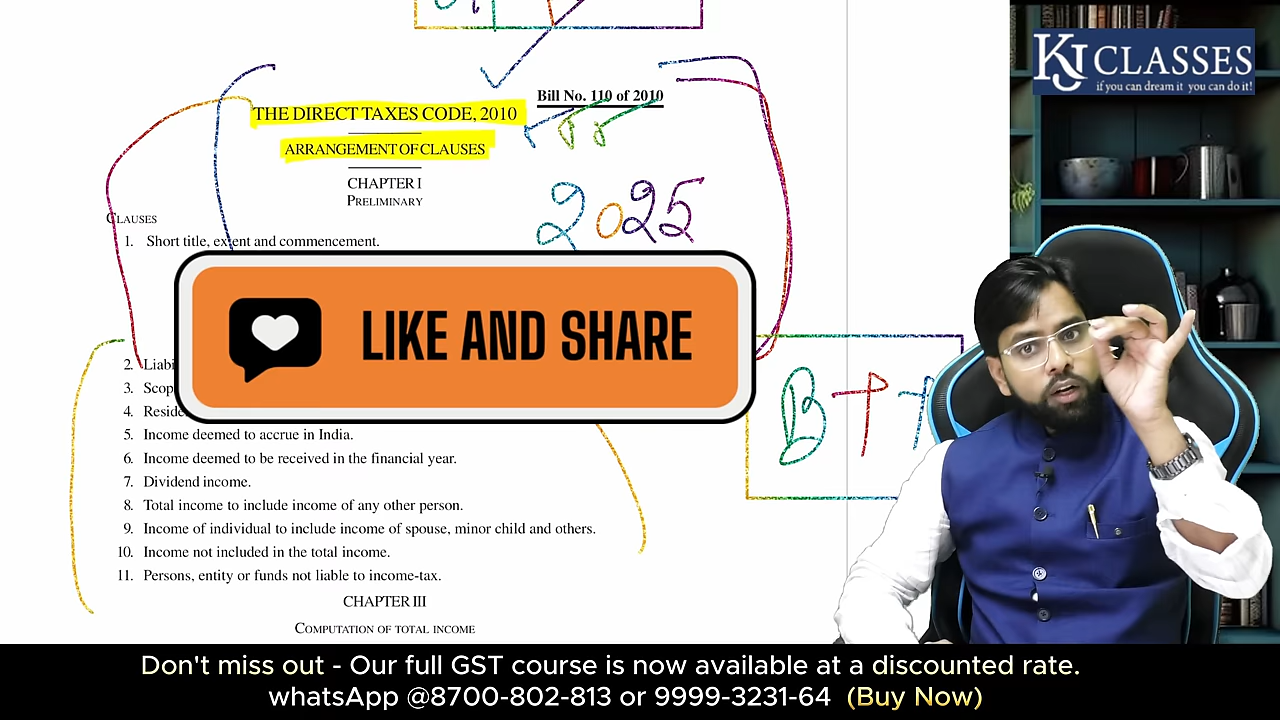 Bill No. 110 of 2010
THE DIRECT TAXES CODE, 2010
ARRANGEMENT OF CLAUSES
CHAPTER I
PRELIMINARY
CLAUSES
1. Short title, extent and commencement.
2025
LIKE AND SHARE
2. Liabi
3. Scop
4. Reside
5. Income deemed to accrue in India.
6. Income deemed to be received in the financial year.
7. Dividend income.
8. Total income to include income of any other person.
9. Income of individual to include income of spouse, minor child and others.
10. Income not included in the total income.
11. Persons, entity or funds not liable to income-tax.
CHAPTER III
COMPUTATION OF TOTAL INCOME
B P
KJ CLASSES
if you can dream it you can do it!
Don't miss out - Our full GST course is now available at a discounted rate.
whatsApp @8700-802-813 or 9999-3231-64 (Buy Now)